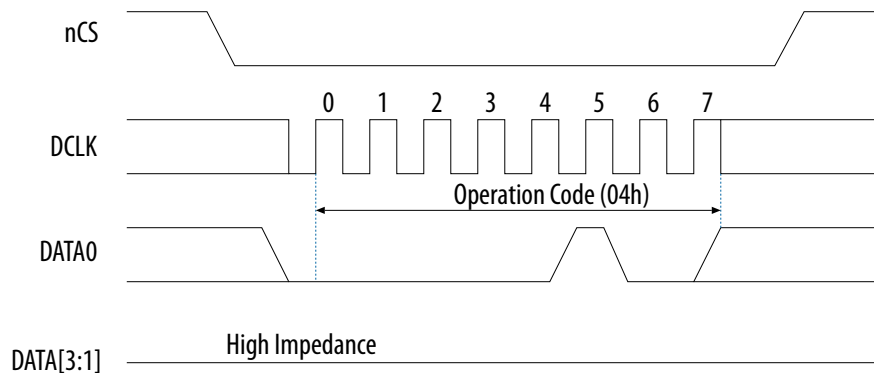 nCS
0 1 2 3 4 5 6 7
DCLK
Operation Code (04h)
DATA0
High Impedance
DATA[3:1]